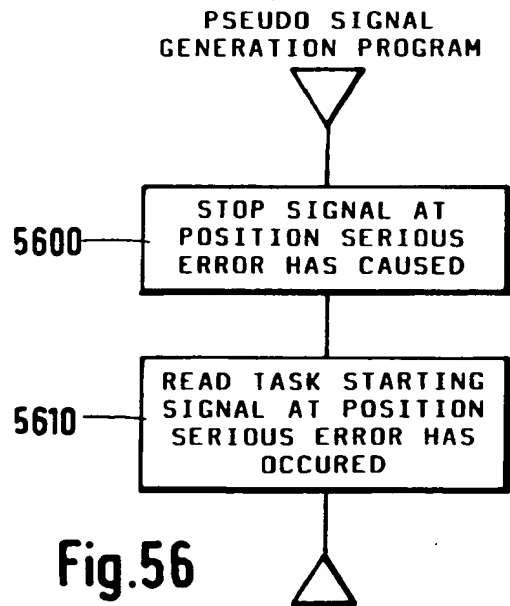 PSEUDO SIGNAL
GENERATION PROGRAM
5600
STOP SIGNAL AT
POSITION SERIOUS
ERROR HAS CAUSED
5610
READ TASK STARTING
SIGNAL AT POSITION
SERIOUS ERROR HAS
OCCURED
Fig.56